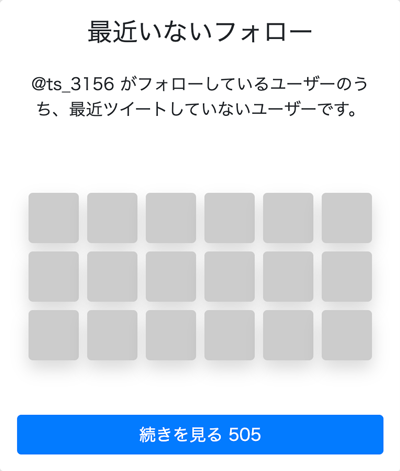 最近いないフォロー
@ts_3156 がフォローしているユーザーのう
ち、最近ツイートしていないユーザーです。
続きを見る 505